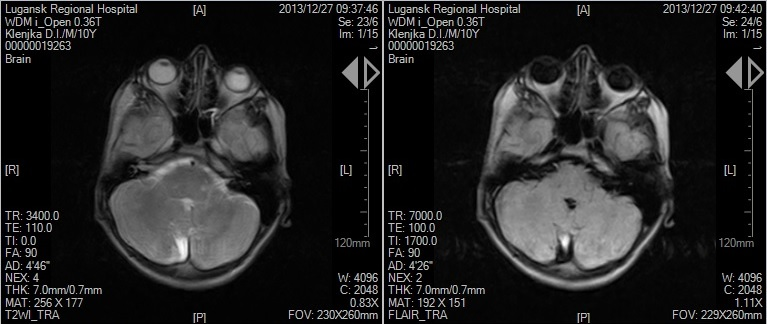 Lugansk Regional Hospital
WDM i_Open 0.36T
Klenjka D.I./M/10Y
00000019263
Brain
[A]
2013/12/27 09:37:46
Se: 23/6
Im: 1/15
[R]
[L]
TR: 3400.0
TE: 110.0
TI: 0.0
FA: 90
AD: 4'46"
NEX: 4
THK: 7.0mm/0.7mm
MAT: 256 X 177
T2WI_TRA
120mm
W: 4096
C: 2048
0.83X
FOV: 230X260mm
[P]
Lugansk Regional Hospital
WDM i_Open 0.36T
Klenjka D.I./M/10Y
00000019263
Brain
[A]
2013/12/27 09:42:40
Se: 24/6
Im: 1/15
[R]
[L]
TR: 7000.0
TE: 100.0
TI: 1700.0
FA: 90
AD: 4'26"
NEX: 2
THK: 7.0mm/0.7mm
MAT: 192 X 151
FLAIR_TRA
120mm
W: 4096
C: 2048
1.11X
FOV: 229X260mm
[P]